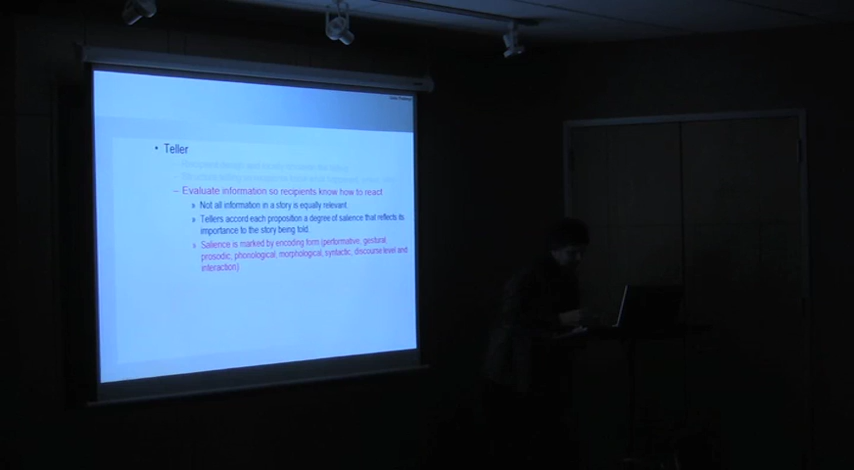 • Teller
– Evaluate information so recipients know how to react
» Not all information in a story is equally relevant.
» Tellers accord each proposition a degree of salience that reflects its
importance to the story being told.
» Salience is marked by encoding form (performative, gestural,
prosodic, phonological, morphological, syntactic, discourse level and
interaction)